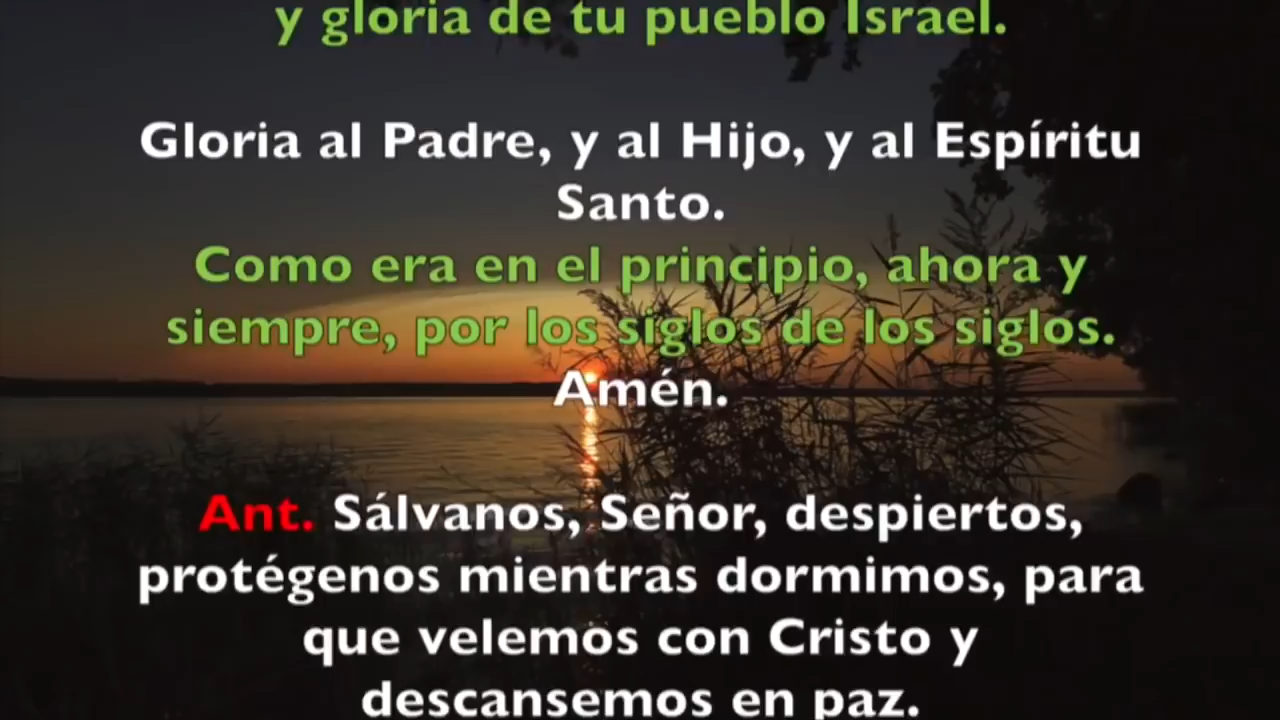 y gloria de tu pueblo Israel.
Gloria al Padre, y al Hijo, y al Espíritu
Santo.
Como era en el principio, ahora y
siempre, por los siglos de los siglos.
Amén.
Ant. Sálvanos, Señor, despiertos,
protégenos mientras dormimos, para
que velemos con Cristo y
descansemos en paz.